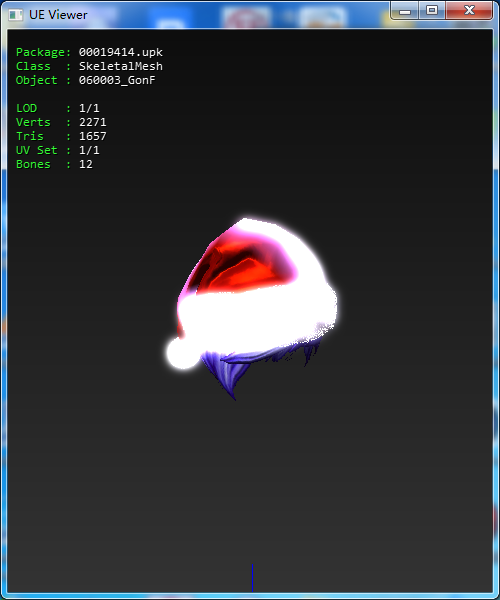 UE Viewer
Package: 00019414.upk
Class : SkeletalMesh
Object : 060003_GonF
LOD : 1/1
Verts : 2271
Tris : 1657
UV Set : 1/1
Bones : 12